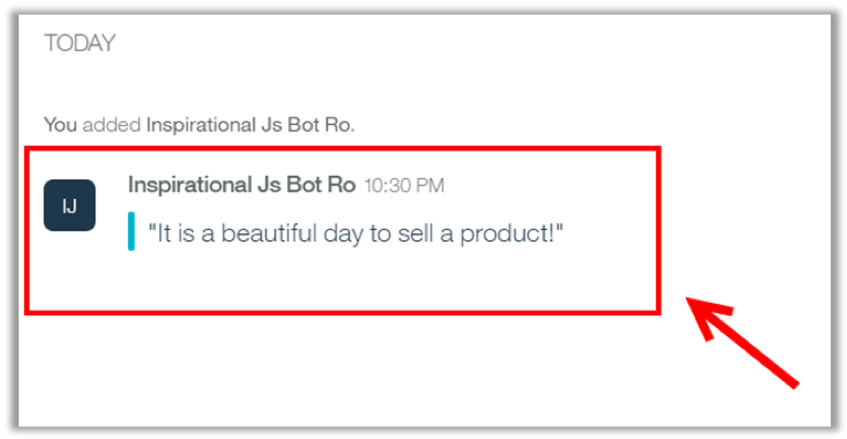 TODAY
You added Inspirational Js Bot Ro.
Inspirational Js Bot Ro 10:30 PM
IJ
"It is a beautiful day to sell a product!"